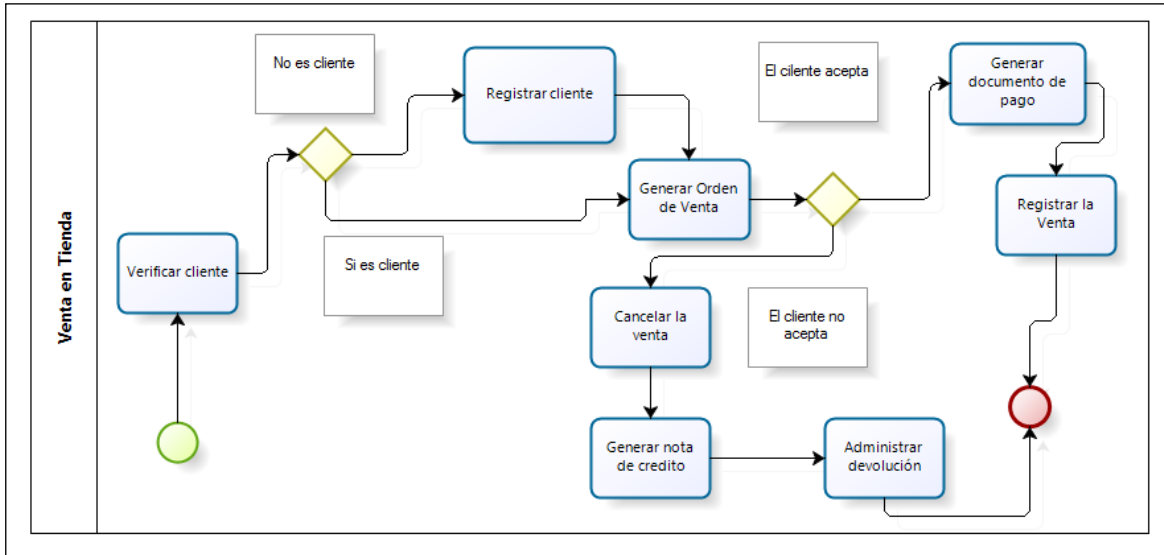 Venta en Tienda
No es cliente
Registrar cliente
El cilente acepta
Generar
documento de
pago
Generar Orden
de Venta
Registrar la
Venta
Verificar cliente
Si es cliente
Cancelar la
venta
El cliente no
acepta
Generar nota
de credito
Administrar
devolución